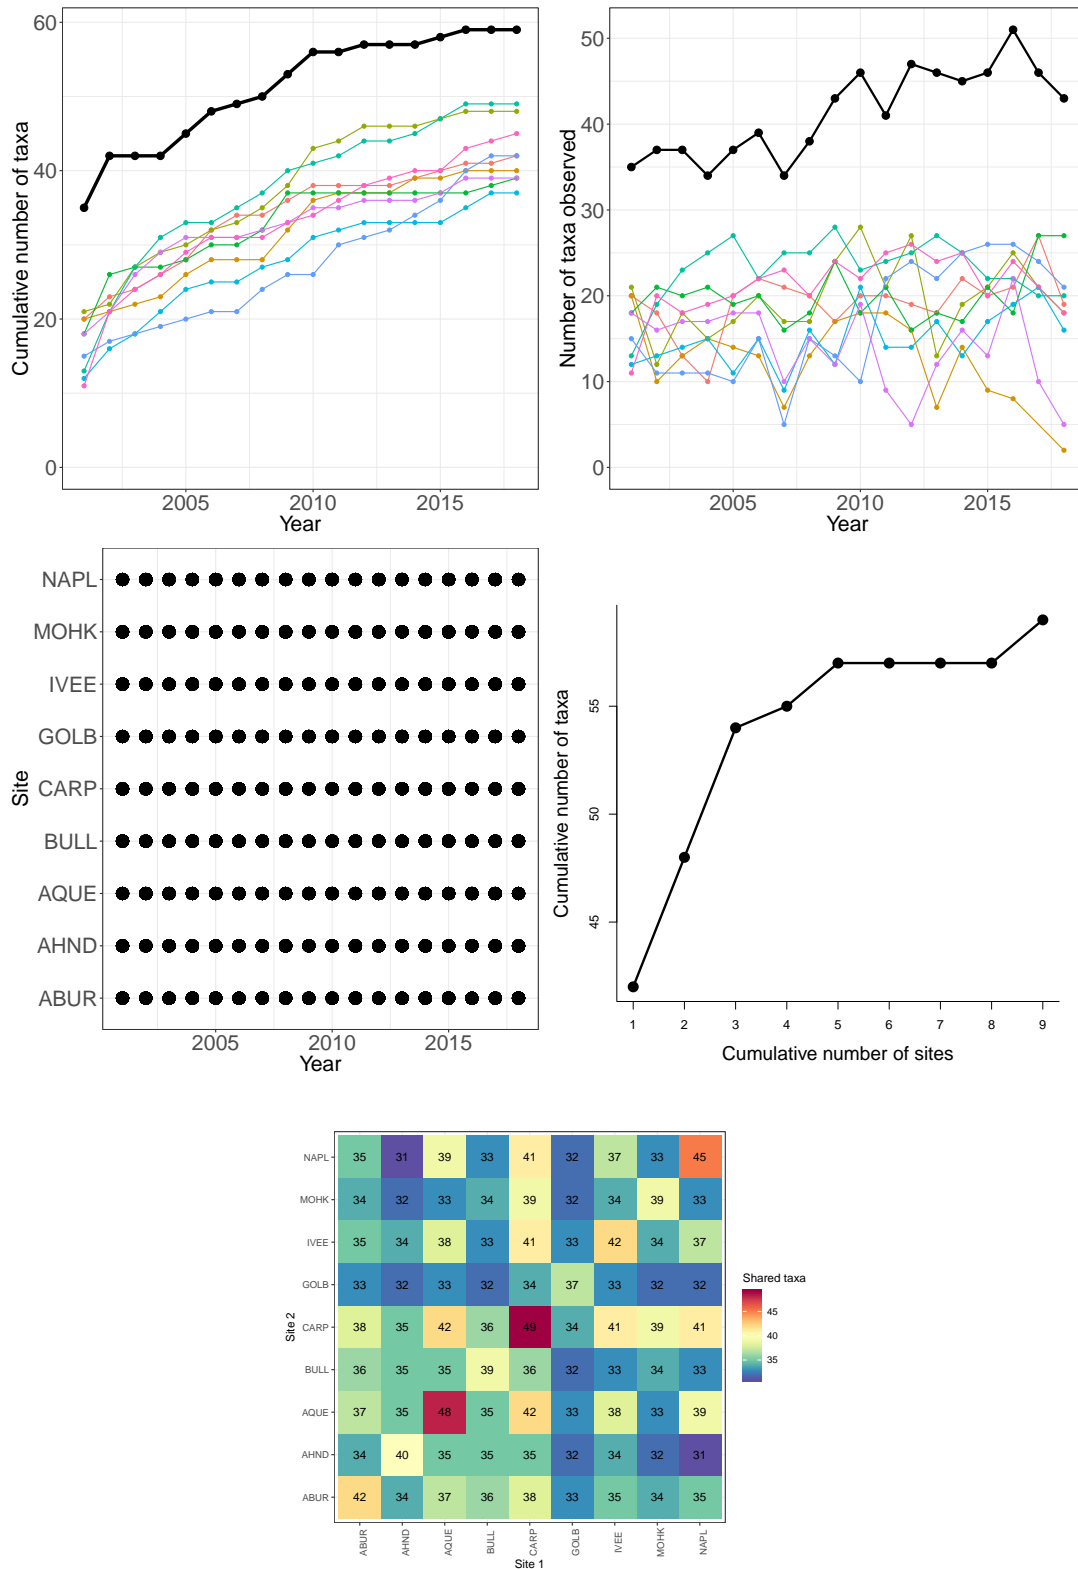 60
40
20
0
Cumulative number of taxa
2005 2010 2015
Year
50
40
30
20
10
0
Number of taxa observed
2005 2010 2015
Year
NAPL
MOHK
IVEE
GOLB
CARP
BULL
AQUE
AHND
ABUR
Site
2005 2010 2015
Year
55
50
45
Cumulative number of taxa
1 2 3 4 5 6 7 8 9
Cumulative number of sites
NAPL 35 31 39 33 41 32 37 33 45
MOHK 34 32 33 34 39 32 34 39 33
IVEE 35 34 38 33 41 33 42 34 37
GOLB 33 32 33 32 34 37 33 32 32
CARP 38 35 42 36 49 34 41 39 41
BULL 36 35 35 39 36 32 33 34 33
AQUE 37 35 48 35 42 33 38 33 39
AHND 34 40 35 35 35 32 34 32 31
ABUR 42 34 37 36 38 33 35 34 35
Site 2
ABUR AHND AQUE BULL CARP GOLB IVEE MOHK NAPL
Site 1
Shared taxa
45
40
35